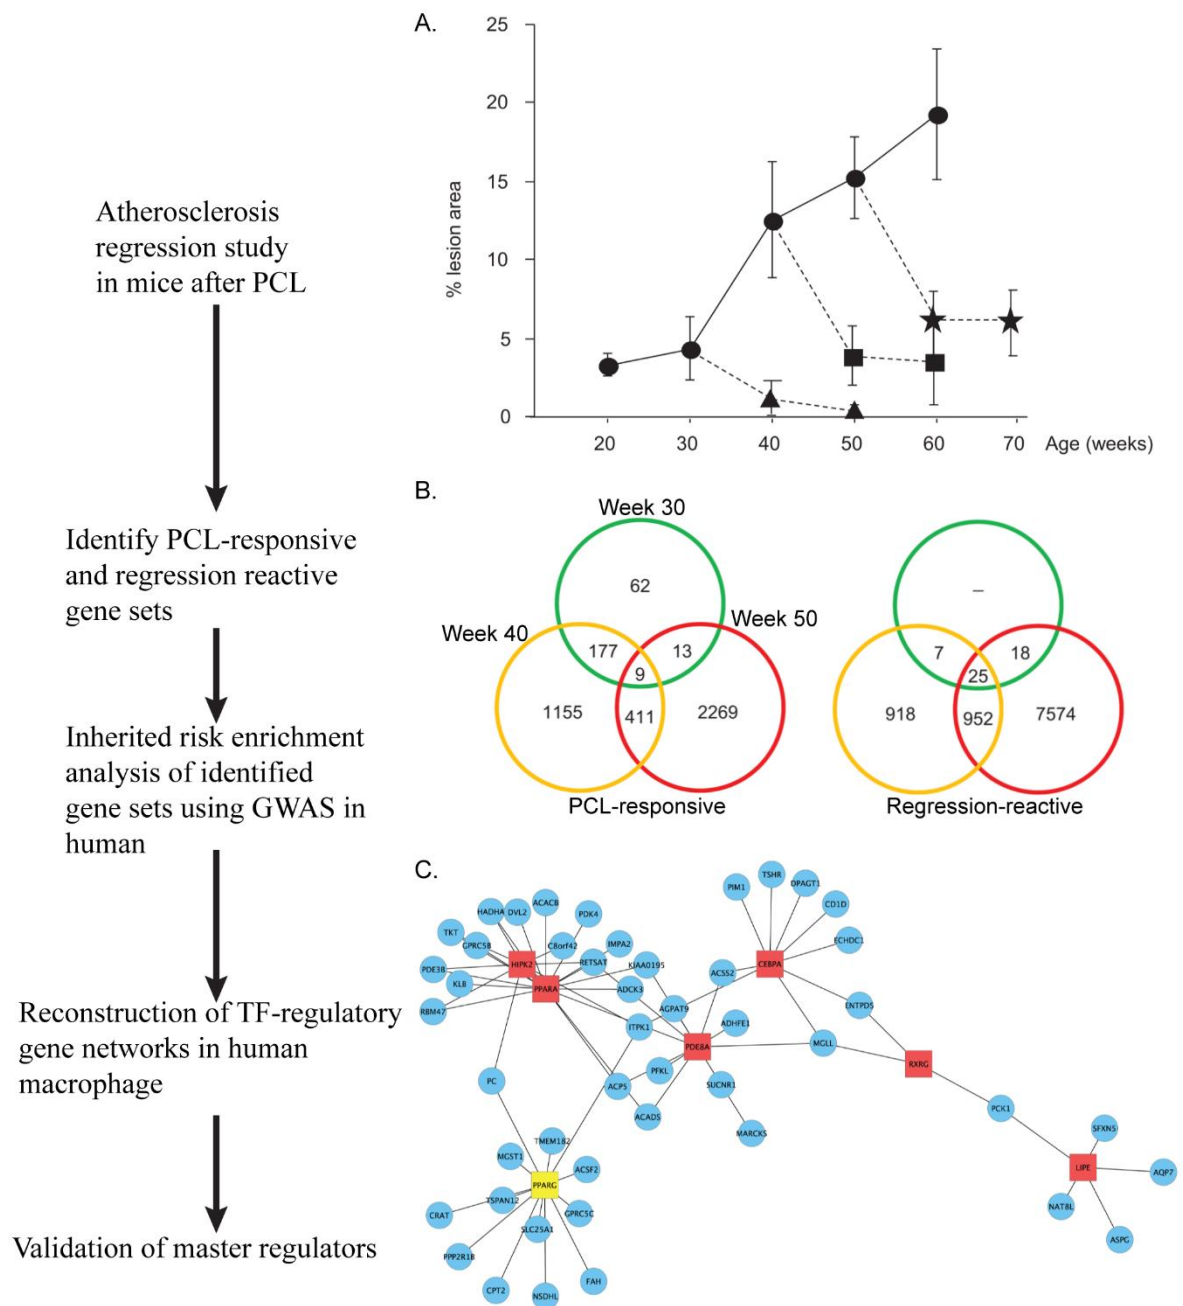 Atherosclerosis
regression study
in mice after PCL
Identify PCL-responsive
and regression reactive
gene sets
Inherited risk enrichment
analysis of identified
gene sets using GWAS in
human
Reconstruction of TF-regulatory
gene networks in human
macrophage
Validation of master regulators
A.
% lesion area
25
20
15
10
5
0
20 30 40 50 60 70 Age (weeks)
B.
Week 30
Week 40
Week 50
62
177 13
9
1155 411 2269
PCL-responsive
–
7 18
25
918 952 7574
Regression-reactive
C.
HADHA DVL2 ACACB PDK4
TKT GPRC5B C8orf42 IMPA2
PDE3B HIPK2 RETSAT KIAA0195
KLB PPARA ADCK3
RBM47 ITPK1 AGPAT9 ADHFE1
PDE8A
PC ACP5 PFKL SUCNR1
ACADS MARCKS
PIM1 TSHR DPAGT1 CD1D
ECHDC1
CEBPA ACSS2
ENTPD5
MGLL RXRG
PCK1
SFXN5
LIPE AQP7
NAT8L
ASPG
TMEM182
MGST1 ACSF2
PPARG
TSPAN12 GPRC5C
CRAT SLC25A1
PPP2R1B
CPT2 NSDHL FAH